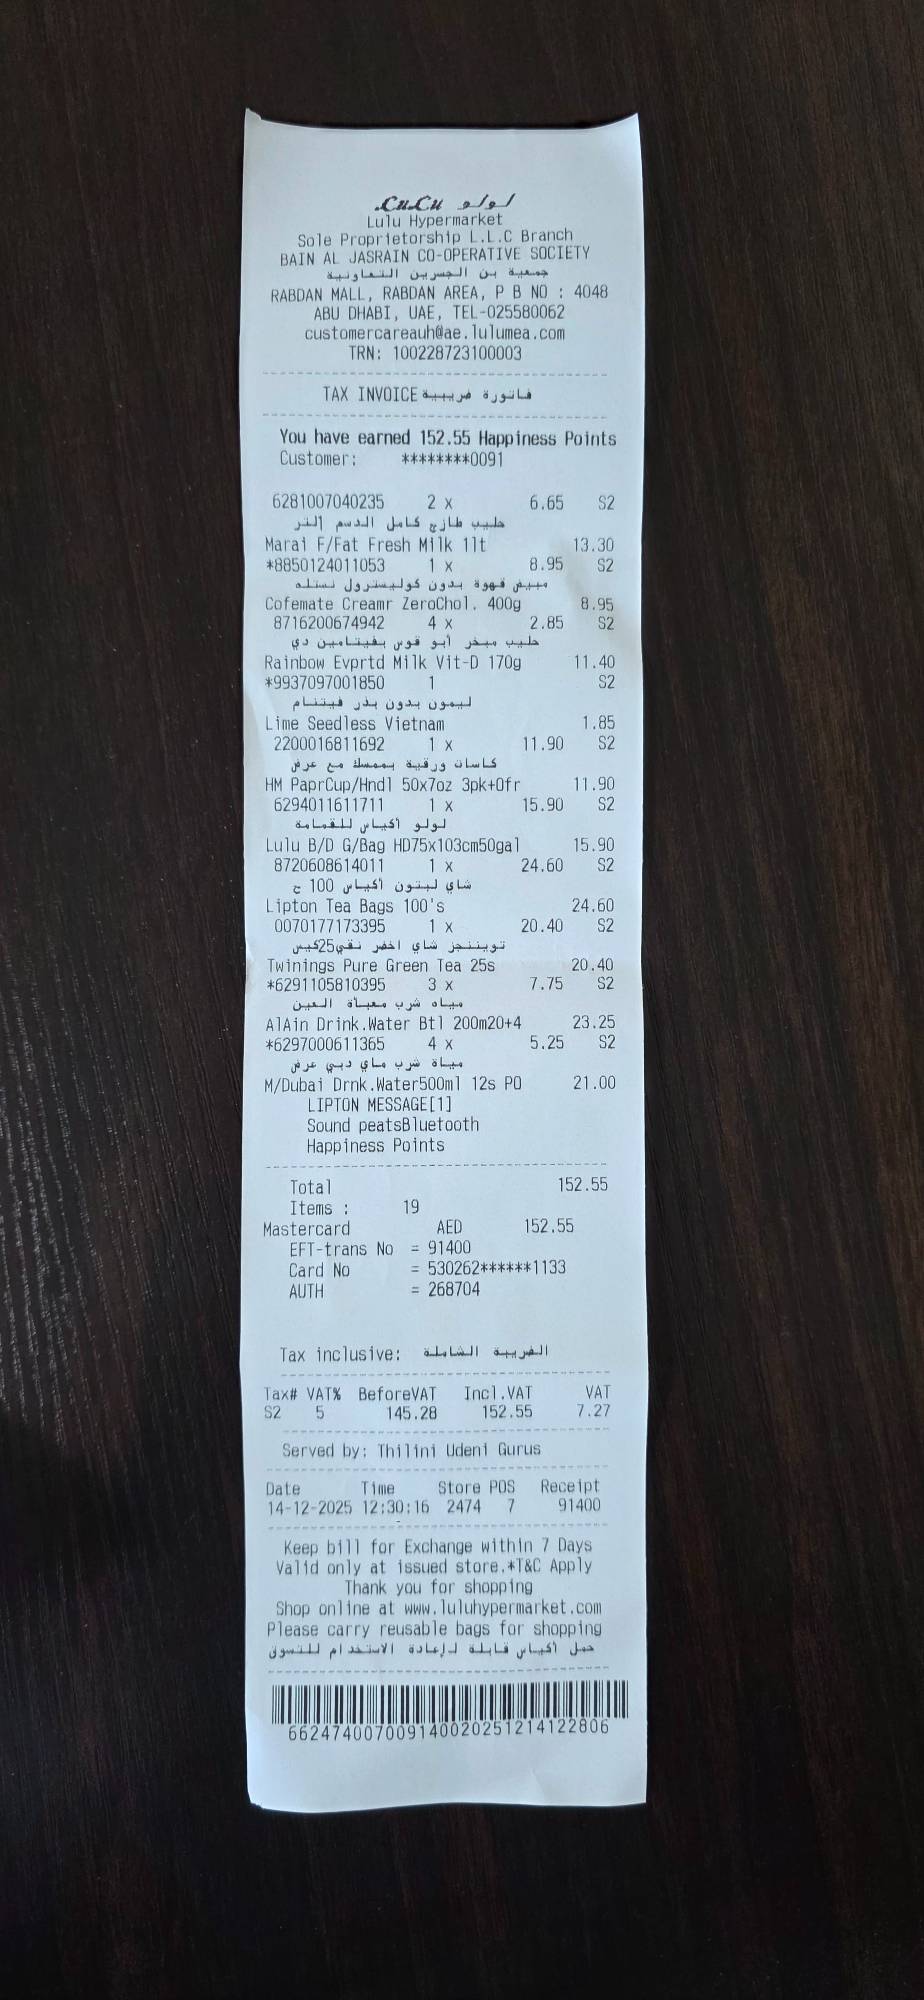 LuLu لولو
Lulu Hypermarket
Sole Proprietorship L.L.C Branch
BAIN AL JASRAIN CO-OPERATIVE SOCIETY
جمعية بن الجسرين التعاونية
RABDAN MALL, RABDAN AREA, P B NO : 4048
ABU DHABI, UAE, TEL-025580062
customercareauh@ae.lulumea.com
TRN: 100228723100003
TAX INVOICE فاتورة ضريبية
You have earned 152.55 Happiness Points
Customer: ********0091
6281007040235 2 x 6.65 S2
حليب طازج كامل الدسم إلتر
Marai F/Fat Fresh Milk 1lt 13.30
*8850124011053 1 x 8.95 S2
مبيض قهوة بدون كوليسترول نستله
Cofemate Creamr ZeroChol. 400g 8.95
8716200674942 4 x 2.85 S2
حليب مبخر أبو قوس بفيتامين دي
Rainbow Evprtd Milk Vit-D 170g 11.40
*9937097001850 1 S2
ليمون بدون بذر فيتنام
Lime Seedless Vietnam 1.85
2200016811692 1 x 11.90 S2
كاسات ورقية بممسك مع عرض
HM PaprCup/Hndl 50x7oz 3pk+Ofr 11.90
6294011611711 1 x 15.90 S2
لولو أكياس للقمامة
Lulu B/D G/Bag HD75x103cm50gal 15.90
8720608614011 1 x 24.60 S2
شاي لبتون أكياس 100 ح
Lipton Tea Bags 100's 24.60
0070177173395 1 x 20.40 S2
تويننجز شاي اخضر نقي25كيس
Twinings Pure Green Tea 25s 20.40
*6291105810395 3 x 7.75 S2
مياه شرب معبأة العين
AlAin Drink.Water Btl 200m20+4 23.25
*6297000611365 4 x 5.25 S2
مياة شرب ماي دبي عرض
M/Dubai Drnk.Water500ml 12s PO 21.00
LIPTON MESSAGE[1]
Sound peatsBluetooth
Happiness Points
Total 152.55
Items : 19
Mastercard AED 152.55
EFT-trans No = 91400
Card No = 530262******1133
AUTH = 268704
Tax inclusive: الضريبة الشاملة
Tax# VAT% BeforeVAT Incl.VAT VAT
S2 5 145.28 152.55 7.27
Served by: Thilini Udeni Gurus
Date Time Store POS Receipt
14-12-2025 12:30:16 2474 7 91400
Keep bill for Exchange within 7 Days
Valid only at issued store.*T&C Apply
Thank you for shopping
Shop online at www.luluhypermarket.com
Please carry reusable bags for shopping
حمل أكياس قابلة لإعادة الاستخدام للتسوق
662474007009140020251214122806